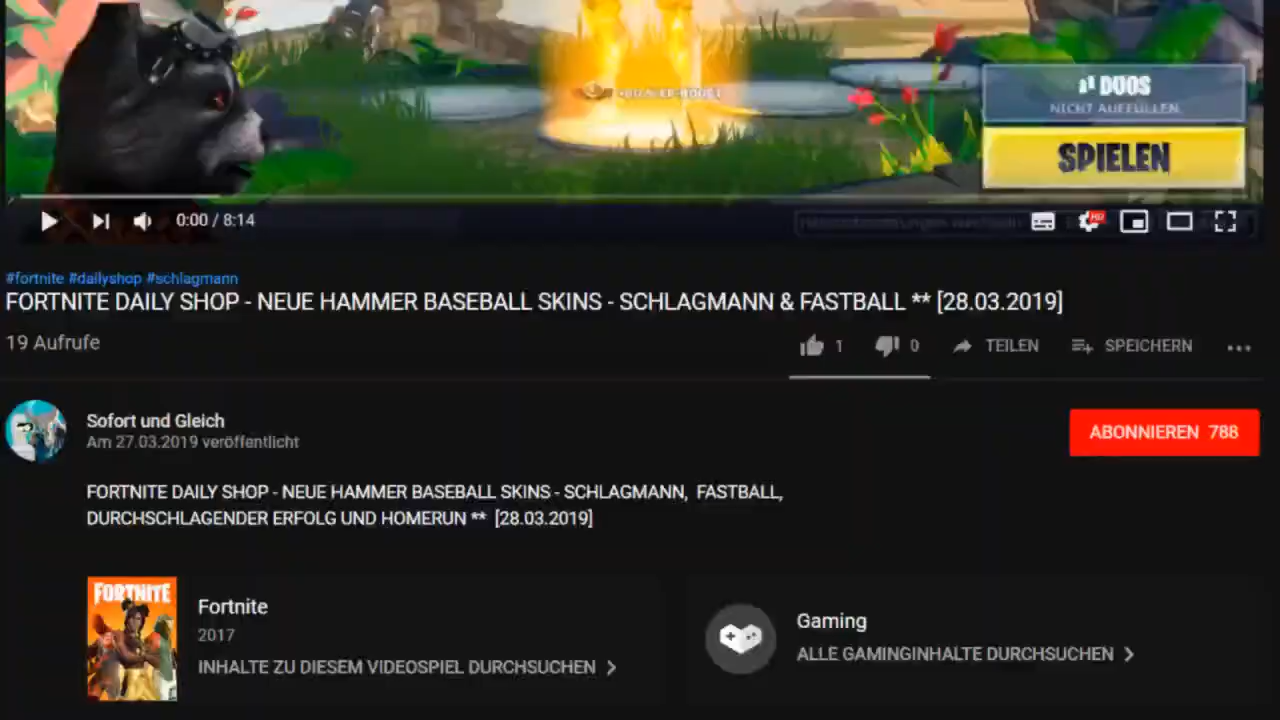 DUOS
NICHT AUFFÜLLEN
SPIELEN
0:00 / 8:14
HD
#fortnite #dailyshop #schlagmann
FORTNITE DAILY SHOP - NEUE HAMMER BASEBALL SKINS - SCHLAGMANN & FASTBALL ** [28.03.2019]
19 Aufrufe
1 0 TEILEN SPEICHERN
Sofort und Gleich
Am 27.03.2019 veröffentlicht
ABONNIEREN 788
FORTNITE DAILY SHOP - NEUE HAMMER BASEBALL SKINS - SCHLAGMANN, FASTBALL,
DURCHSCHLAGENDER ERFOLG UND HOMERUN ** [28.03.2019]
FORTNITE
Fortnite
2017
INHALTE ZU DIESEM VIDEOSPIEL DURCHSUCHEN
Gaming
ALLE GAMINGINHALTE DURCHSUCHEN